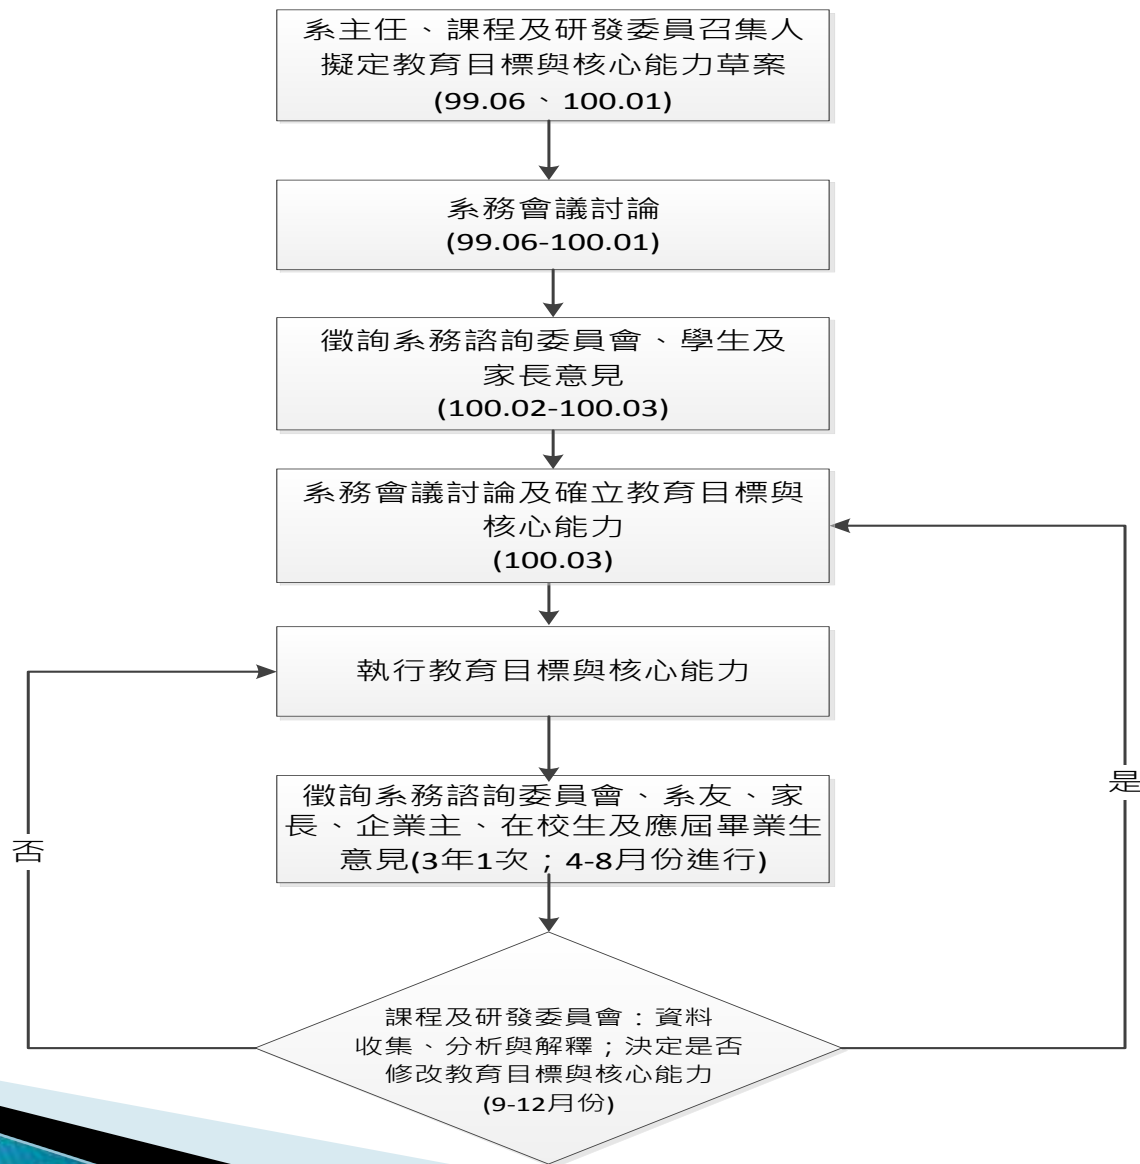 系主任、課程及研發委員召集人
擬定教育目標與核心能力草案
(99.06、100.01)
系務會議討論
(99.06-100.01)
徵詢系務諮詢委員會、學生及
家長意見
(100.02-100.03)
系務會議討論及確立教育目標與
核心能力
(100.03)
執行教育目標與核心能力
徵詢系務諮詢委員會、系友、家
長、企業主、在校生及應屆畢業生
意見(3年1次；4-8月份進行)
否
是
課程及研發委員會：資料
收集、分析與解釋；決定是否
修改教育目標與核心能力
(9-12月份)